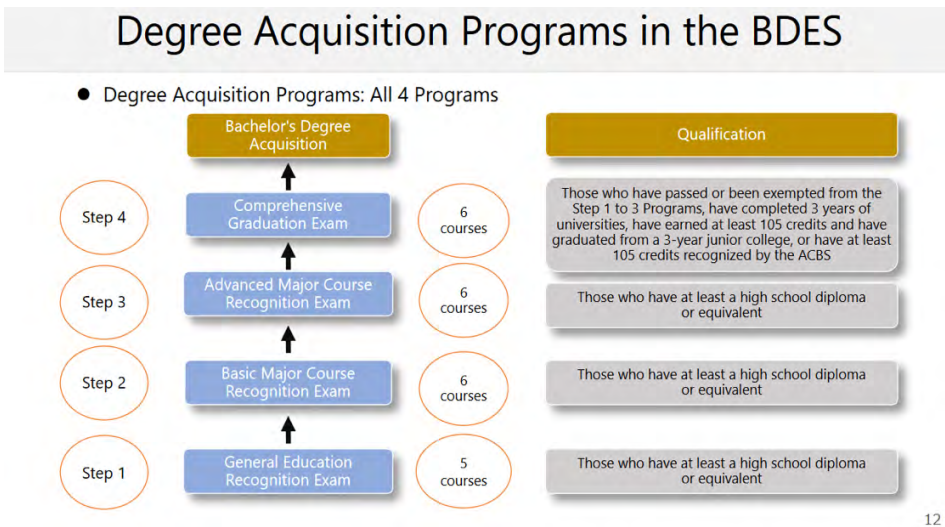 Degree Acquisition Programs in the BDES
● Degree Acquisition Programs: All 4 Programs
Bachelor's Degree
Acquisition
Qualification
Step 4
Comprehensive
Graduation Exam
6
courses
Those who have passed or been exempted from the
Step 1 to 3 Programs, have completed 3 years of
universities, have earned at least 105 credits and have
graduated from a 3-year junior college, or have at least
105 credits recognized by the ACBS
Step 3
Advanced Major Course
Recognition Exam
6
courses
Those who have at least a high school diploma
or equivalent
Step 2
Basic Major Course
Recognition Exam
6
courses
Those who have at least a high school diploma
or equivalent
Step 1
General Education
Recognition Exam
5
courses
Those who have at least a high school diploma
or equivalent
12